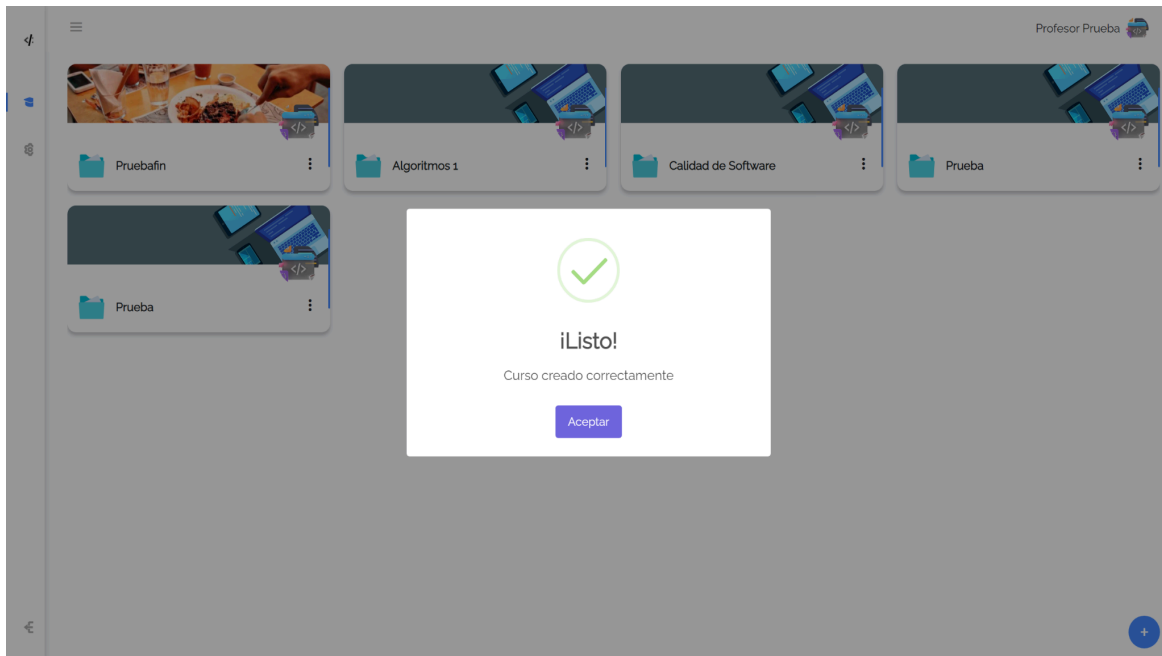 Profesor Prueba
Pruebafin
Algoritmos 1
Calidad de Software
Prueba
Prueba
¡Listo!
Curso creado correctamente
Aceptar